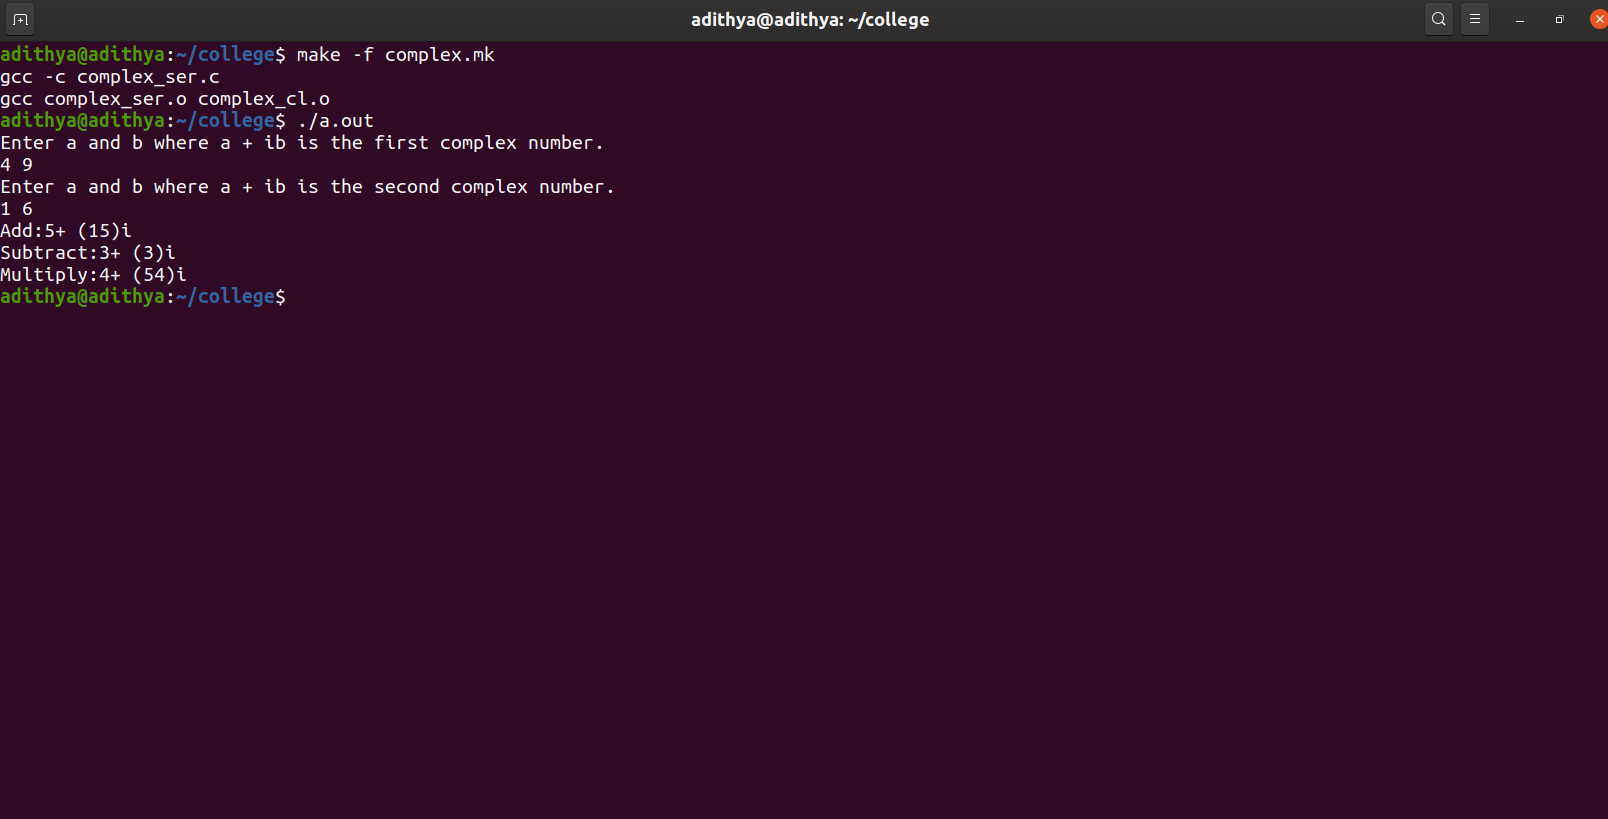 adithya@adithya: ~/college
adithya@adithya:~/college$ make -f complex.mk
gcc -c complex_ser.c
gcc complex_ser.o complex_cl.o
adithya@adithya:~/college$ ./a.out
Enter a and b where a + ib is the first complex number.
4 9
Enter a and b where a + ib is the second complex number.
1 6
Add:5+ (15)i
Subtract:3+ (3)i
Multiply:4+ (54)i
adithya@adithya:~/college$